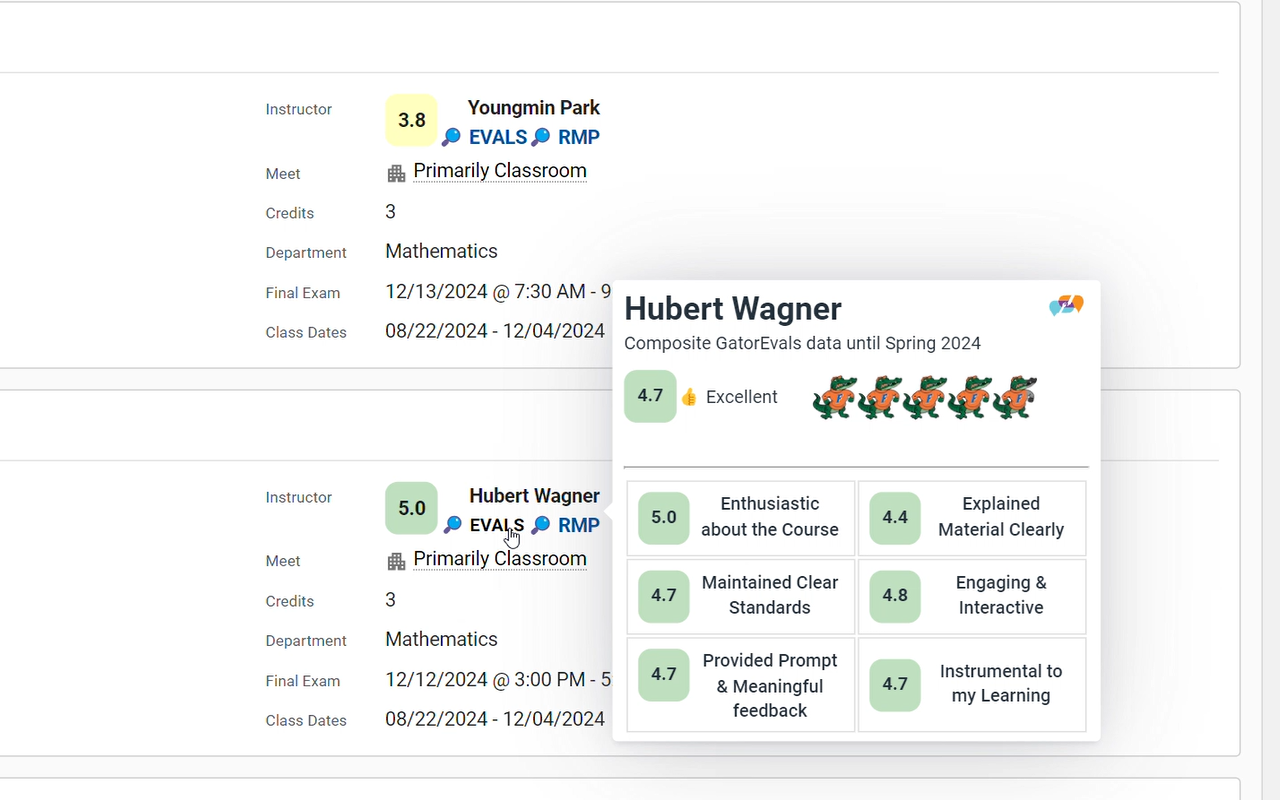 Instructor
3.8
Youngmin Park
EVALS RMP
Meet
Primarily Classroom
Credits
3
Department
Mathematics
Final Exam
12/13/2024 @ 7:30 AM - 9
Class Dates
08/22/2024 - 12/04/2024
Instructor
5.0
Hubert Wagner
EVALS RMP
Meet
Primarily Classroom
Credits
3
Department
Mathematics
Final Exam
12/12/2024 @ 3:00 PM - 5
Class Dates
08/22/2024 - 12/04/2024
Hubert Wagner
Composite GatorEvals data until Spring 2024
4.7
👍 Excellent
5.0
Enthusiastic
about the Course
4.4
Explained
Material Clearly
4.7
Maintained Clear
Standards
4.8
Engaging &
Interactive
4.7
Provided Prompt
& Meaningful
feedback
4.7
Instrumental to
my Learning